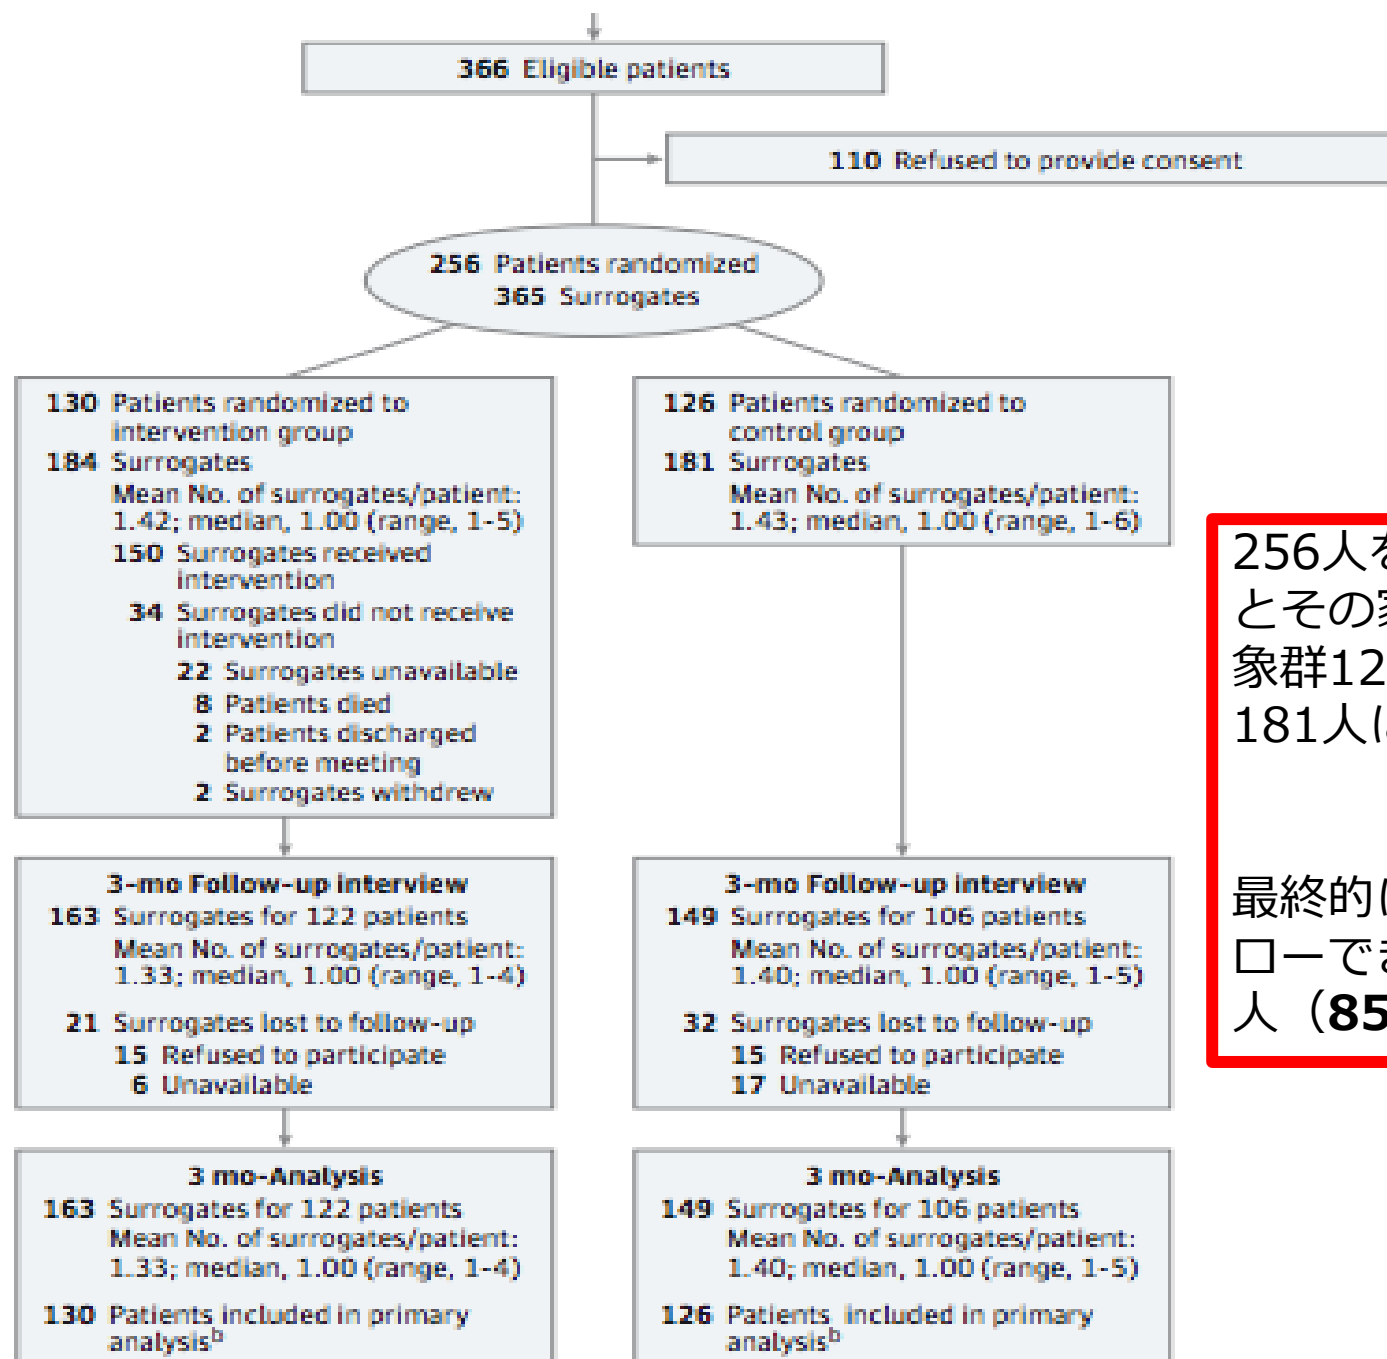 366 Eligible patients
110 Refused to provide consent
256 Patients randomized
365 Surrogates
130 Patients randomized to
intervention group
184 Surrogates
Mean No. of surrogates/patient:
1.42; median, 1.00 (range, 1-5)
150 Surrogates received
intervention
34 Surrogates did not receive
intervention
22 Surrogates unavailable
8 Patients died
2 Patients discharged
before meeting
2 Surrogates withdrew
126 Patients randomized to
control group
181 Surrogates
Mean No. of surrogates/patient:
1.43; median, 1.00 (range, 1-6)
3-mo Follow-up interview
163 Surrogates for 122 patients
Mean No. of surrogates/patient:
1.33; median, 1.00 (range, 1-4)
21 Surrogates lost to follow-up
15 Refused to participate
6 Unavailable
3-mo Follow-up interview
149 Surrogates for 106 patients
Mean No. of surrogates/patient:
1.40; median, 1.00 (range, 1-5)
32 Surrogates lost to follow-up
15 Refused to participate
17 Unavailable
3 mo-Analysis
163 Surrogates for 122 patients
Mean No. of surrogates/patient:
1.33; median, 1.00 (range, 1-4)
130 Patients included in primary
analysisb
3 mo-Analysis
149 Surrogates for 106 patients
Mean No. of surrogates/patient:
1.40; median, 1.00 (range, 1-5)
126 Patients included in primary
analysisb
256人を
とその
象群12
181人
最終的に
ローでき
人（85